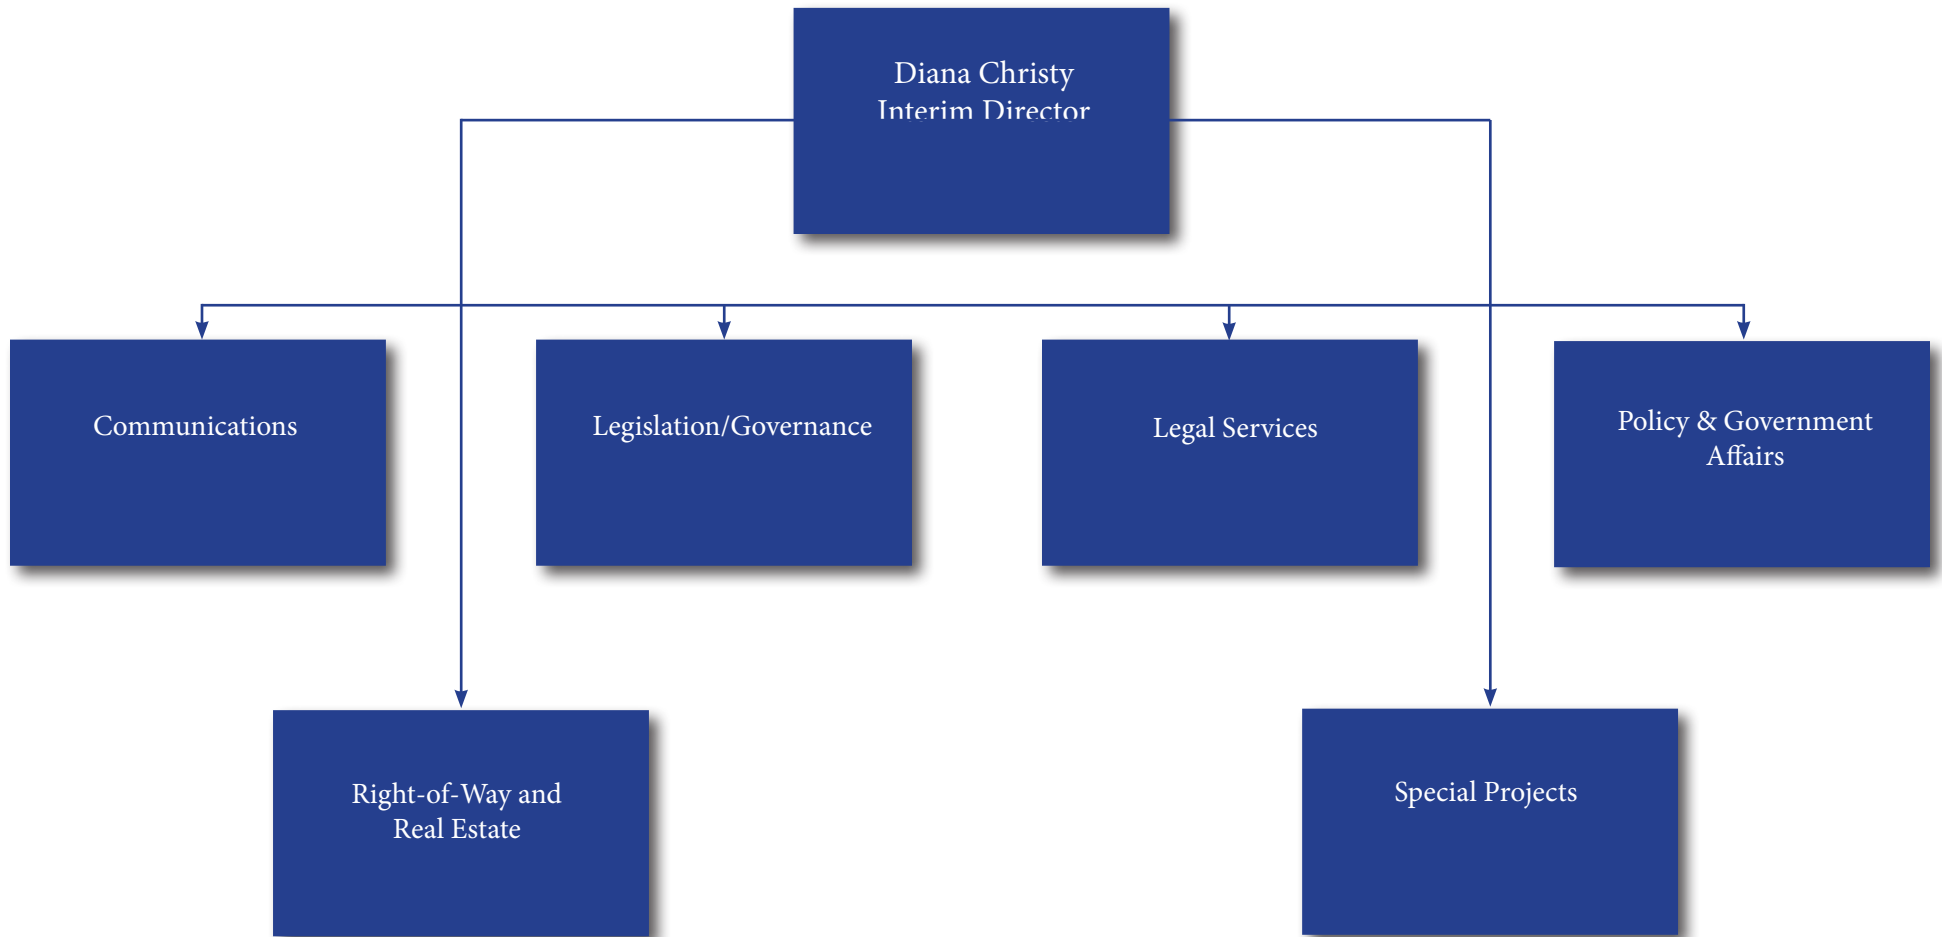 Diana Christy
Interim Director
Communications
Legislation/Governance
Legal Services
Policy & Government
Affairs
Right-of-Way and
Real Estate
Special Projects